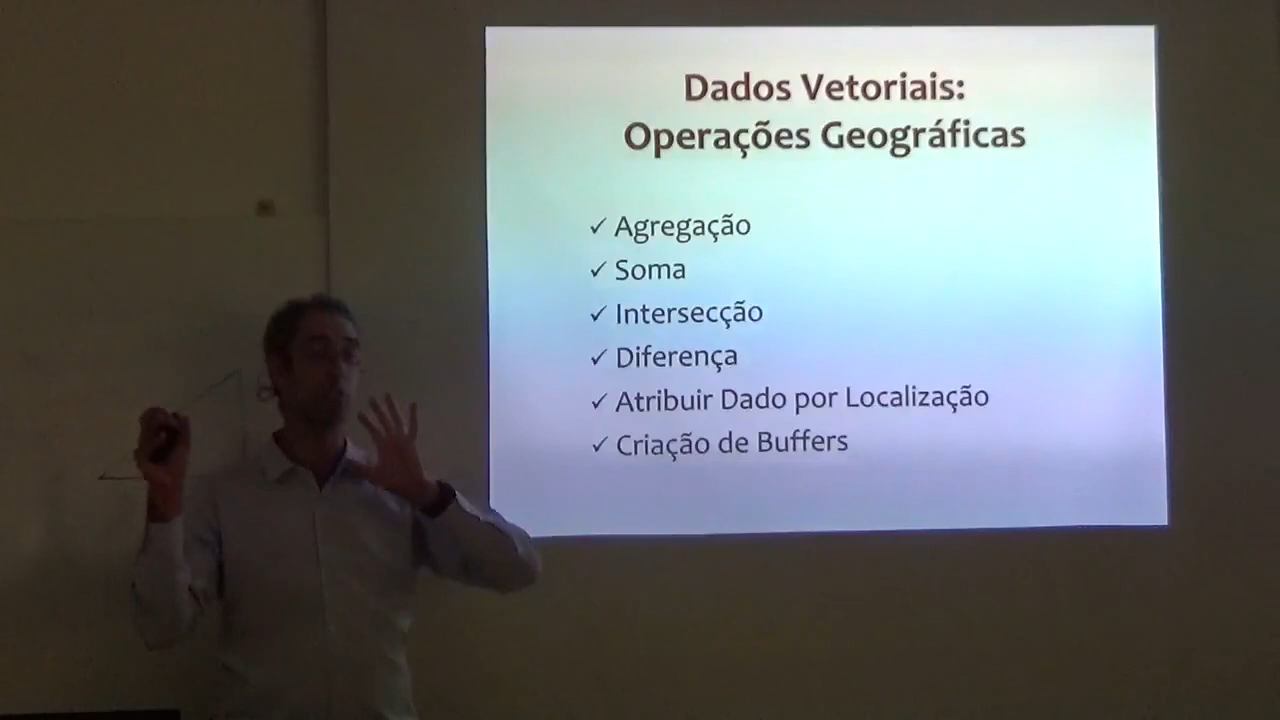 Dados Vetoriais:
Operações Geográficas
✓ Agregação
✓ Soma
✓ Intersecção
✓ Diferença
✓ Atribuir Dado por Localização
✓ Criação de Buffers